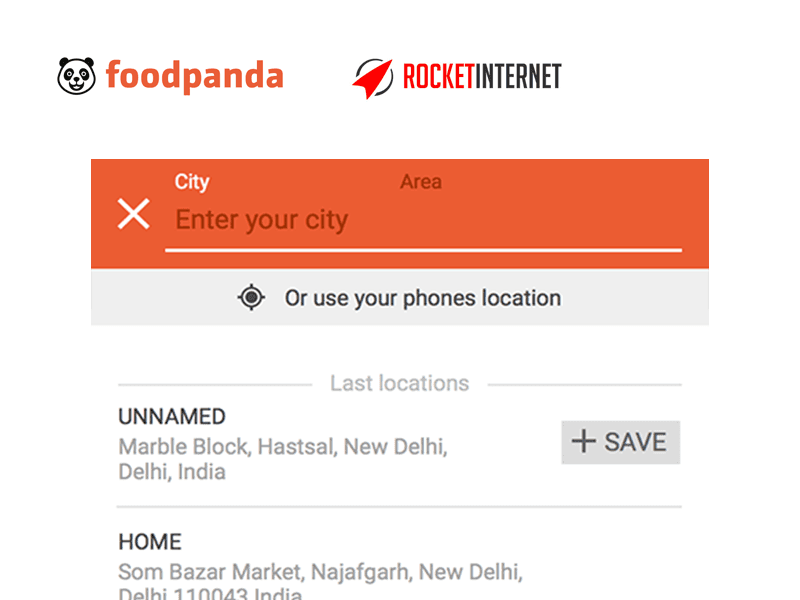 foodpanda
ROCKETINTERNET
City
Area
Enter your city
Or use your phones location
Last locations
UNNAMED
Marble Block, Hastsal, New Delhi,
Delhi, India
+ SAVE
HOME
Som Bazar Market, Najafgarh, New Delhi,
Delhi 110043 India